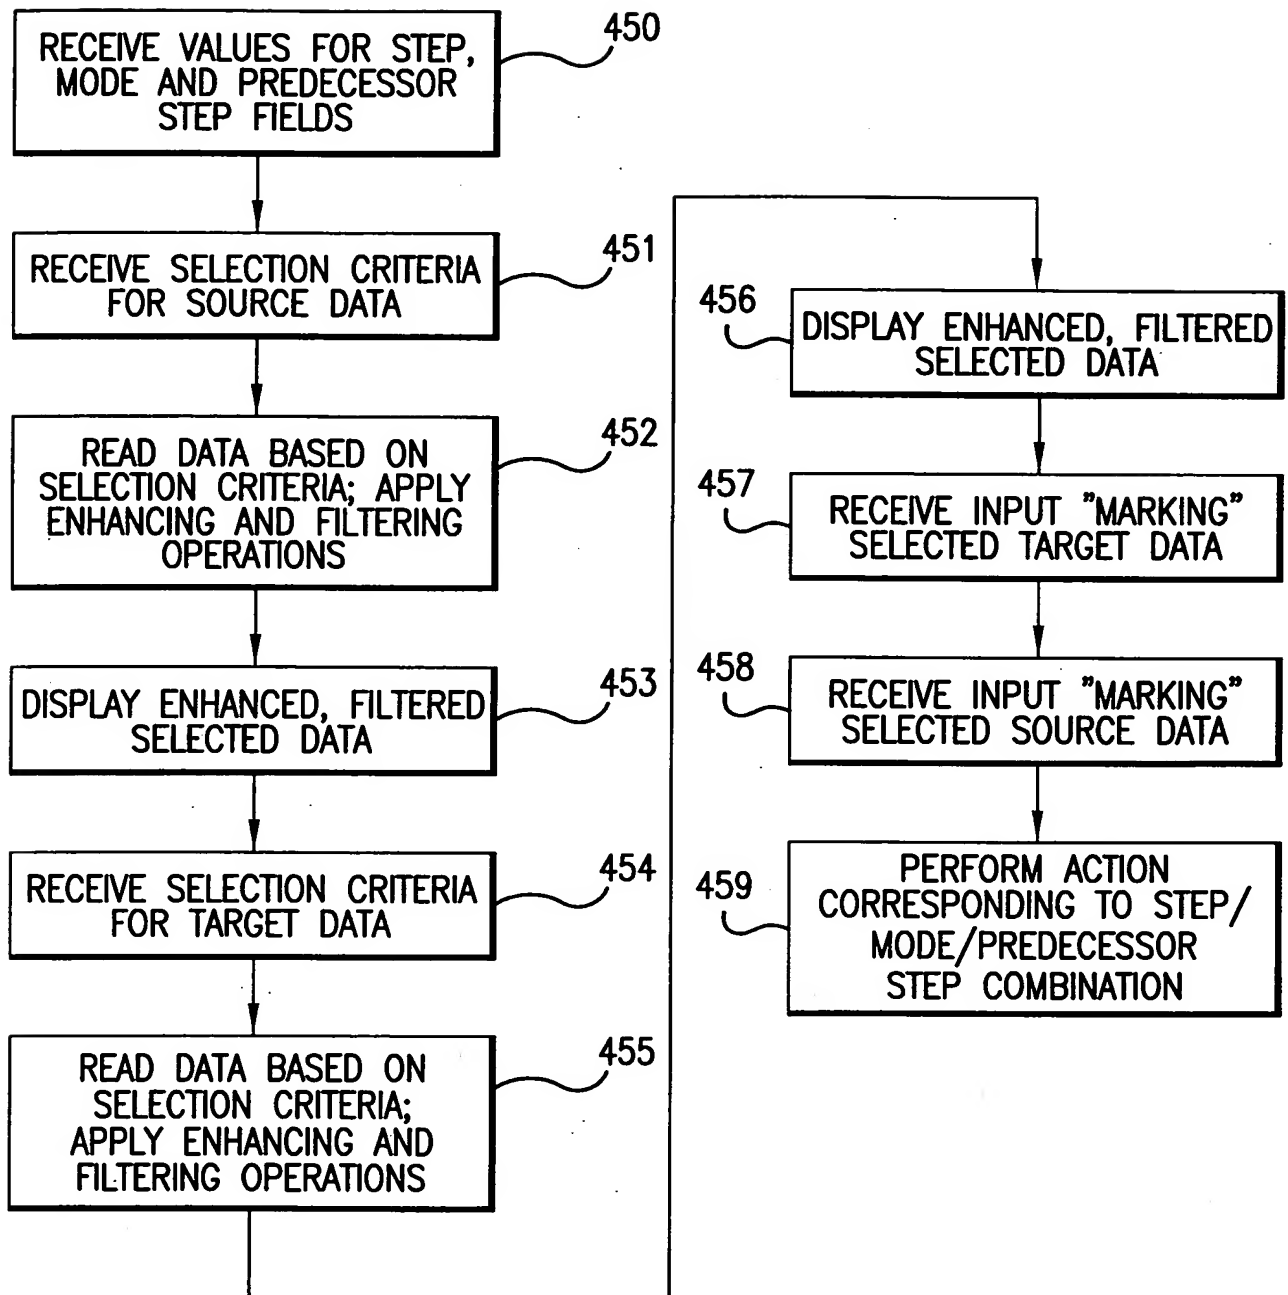 450
RECEIVE VALUES FOR STEP,
MODE AND PREDECESSOR
STEP FIELDS
451
RECEIVE SELECTION CRITERIA
FOR SOURCE DATA
452
READ DATA BASED ON
SELECTION CRITERIA; APPLY
ENHANCING AND FILTERING
OPERATIONS
453
DISPLAY ENHANCED, FILTERED
SELECTED DATA
454
RECEIVE SELECTION CRITERIA
FOR TARGET DATA
455
READ DATA BASED ON
SELECTION CRITERIA;
APPLY ENHANCING AND
FILTERING OPERATIONS
456
DISPLAY ENHANCED, FILTERED
SELECTED DATA
457
RECEIVE INPUT "MARKING"
SELECTED TARGET DATA
458
RECEIVE INPUT "MARKING"
SELECTED SOURCE DATA
459
PERFORM ACTION
CORRESPONDING TO STEP/
MODE/PREDECESSOR
STEP COMBINATION